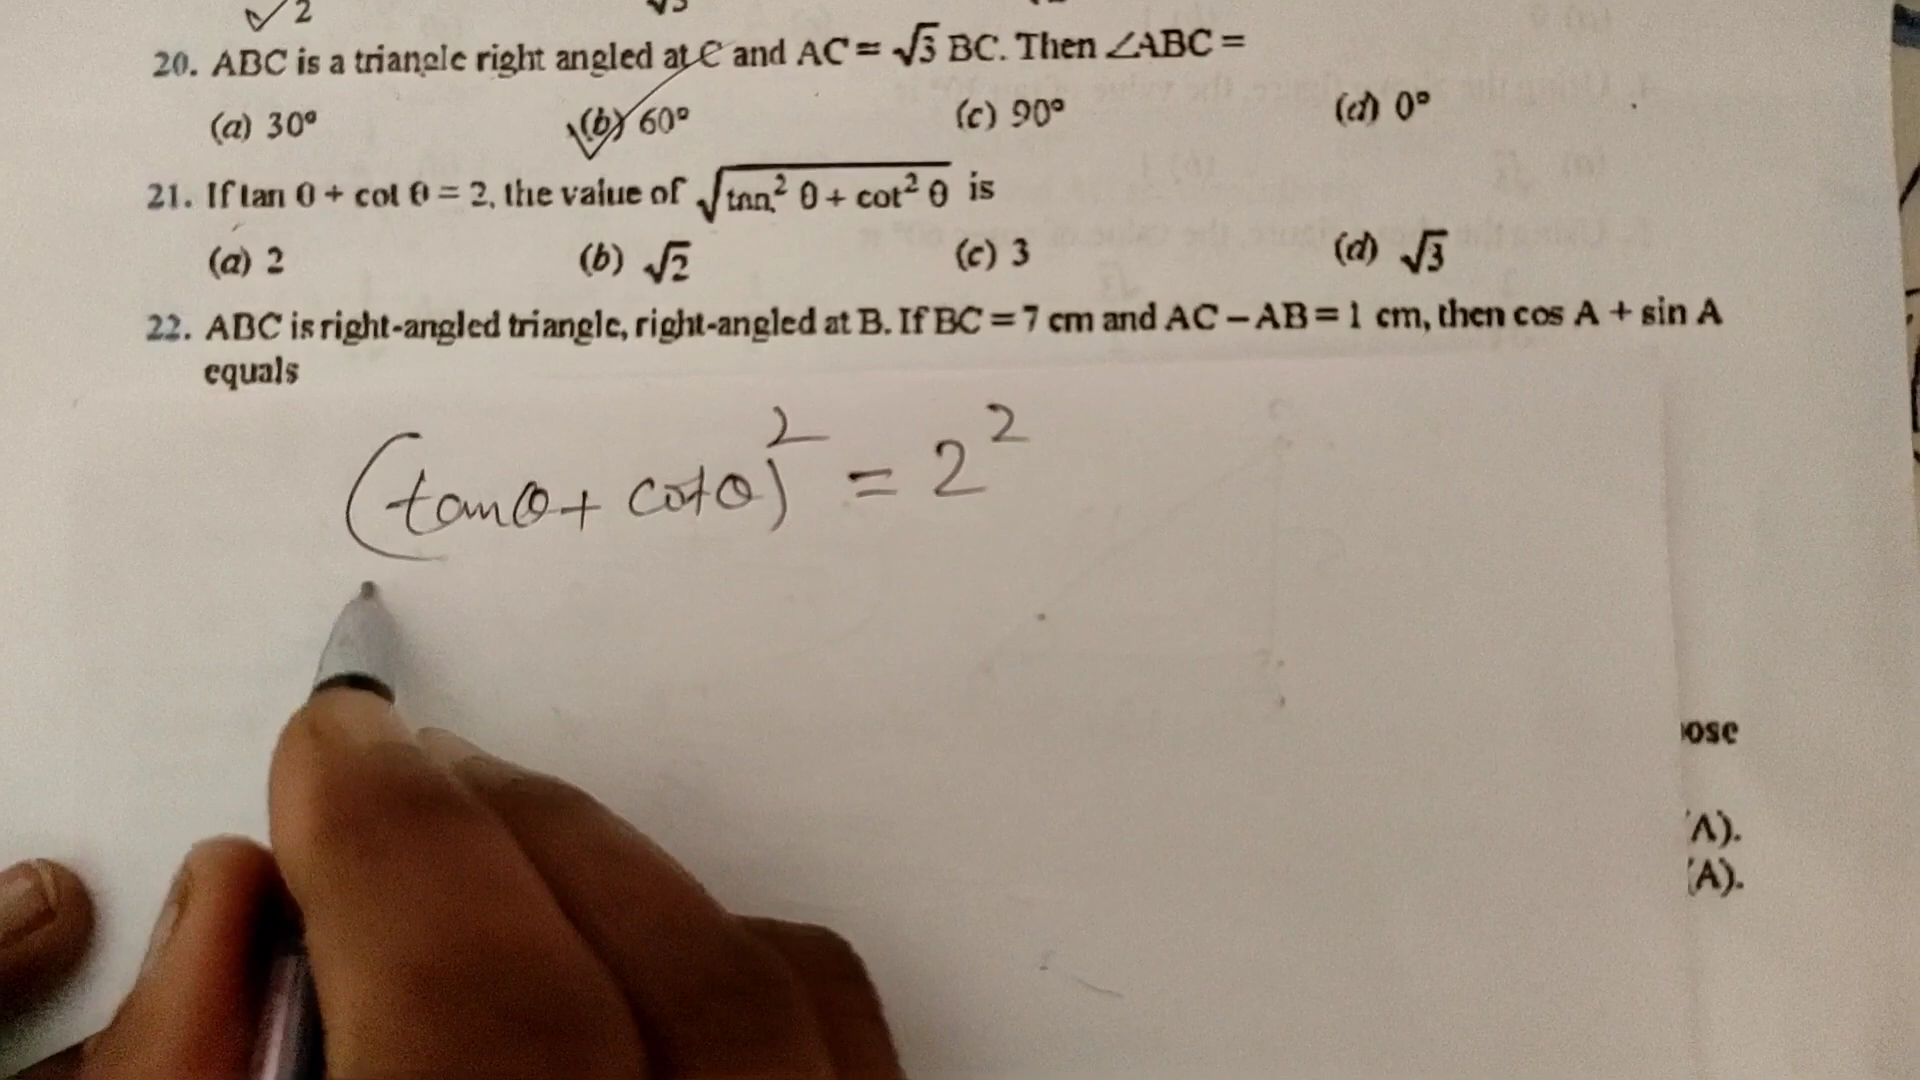 2
20. ABC is a triangle right angled at C and AC = √3 BC. Then ∠ABC =
(a) 30° (b) 60° (c) 90° (d) 0°
21. If tan θ + cot θ = 2, the value of √tan² θ + cot² θ is
(a) 2 (b) √2 (c) 3 (d) √3
22. ABC is right-angled triangle, right-angled at B. If BC = 7 cm and AC – AB = 1 cm, then cos A + sin A
equals
(tanθ + cotθ)² = 2²
ose
A).
(A).